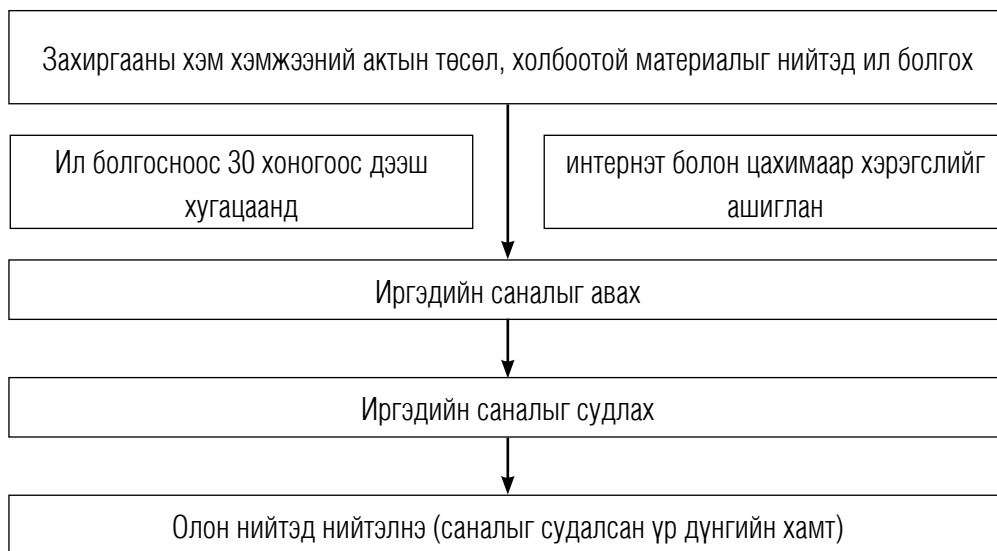 Захиргааны хэм хэмжээний актын төсөл, холбоотой материалыг нийтэд ил болгох
Ил болгосноос 30 хоногоос дээш
хугацаанд
интернэт болон цахимаар хэрэгслийг
ашиглан
Иргэдийн саналыг авах
Иргэдийн саналыг судлах
Олон нийтэд нийтэлнэ (саналыг судалсан үр дүнгийн хамт)